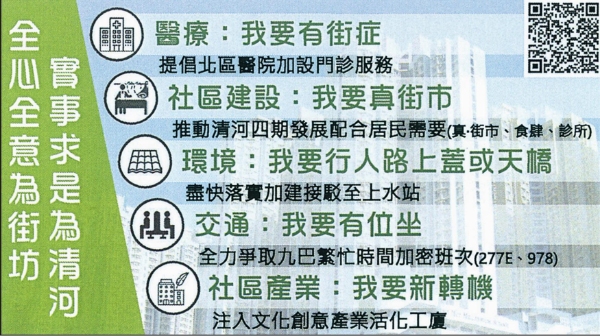 實事求是為清河
全心全意為街坊
醫療：我要有街症
提倡北區醫院加設門診服務
社區建設：我要真街市
推動清河四期發展配合居民需要(真·街市、食肆、診所)
環境：我要行人路上蓋或天橋
盡快落實加建接駁至上水站
交通：我要有位坐
全力爭取九巴繁忙時間加密班次(277E、978)
社區產業：我要新轉機
注入文化創意產業活化工廈